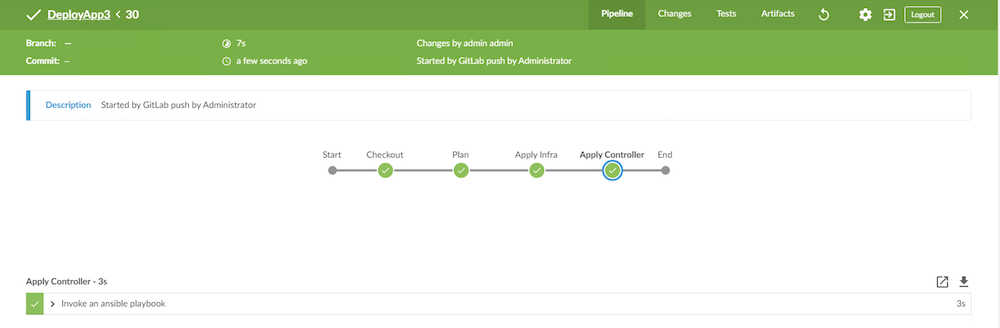 DeployApp3 < 30 Pipeline Changes Tests Artifacts Logout
Branch: — 7s Changes by admin admin
Commit: – a few seconds ago Started by GitLab push by Administrator
Description Started by GitLab push by Administrator
Start Checkout Plan Apply Infra Apply Controller End
Apply Controller - 3s
Invoke an ansible playbook 3s